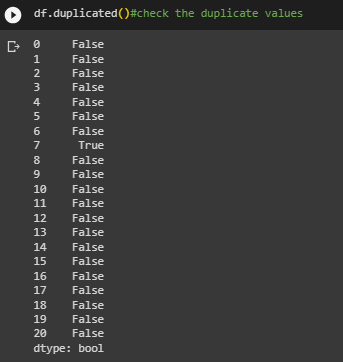 df.duplicated()#check the duplicate values
0     False
1     False
2     False
3     False
4     False
5     False
6     False
7      True
8     False
9     False
10    False
11    False
12    False
13    False
14    False
15    False
16    False
17    False
18    False
19    False
20    False
dtype: bool